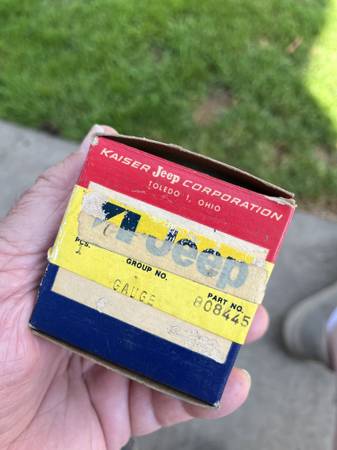 KAISER Jeep CORPORATION
TOLEDO 1, OHIO
Jeep
PCS. GROUP NO. PART NO.
1 GAUGE 808445